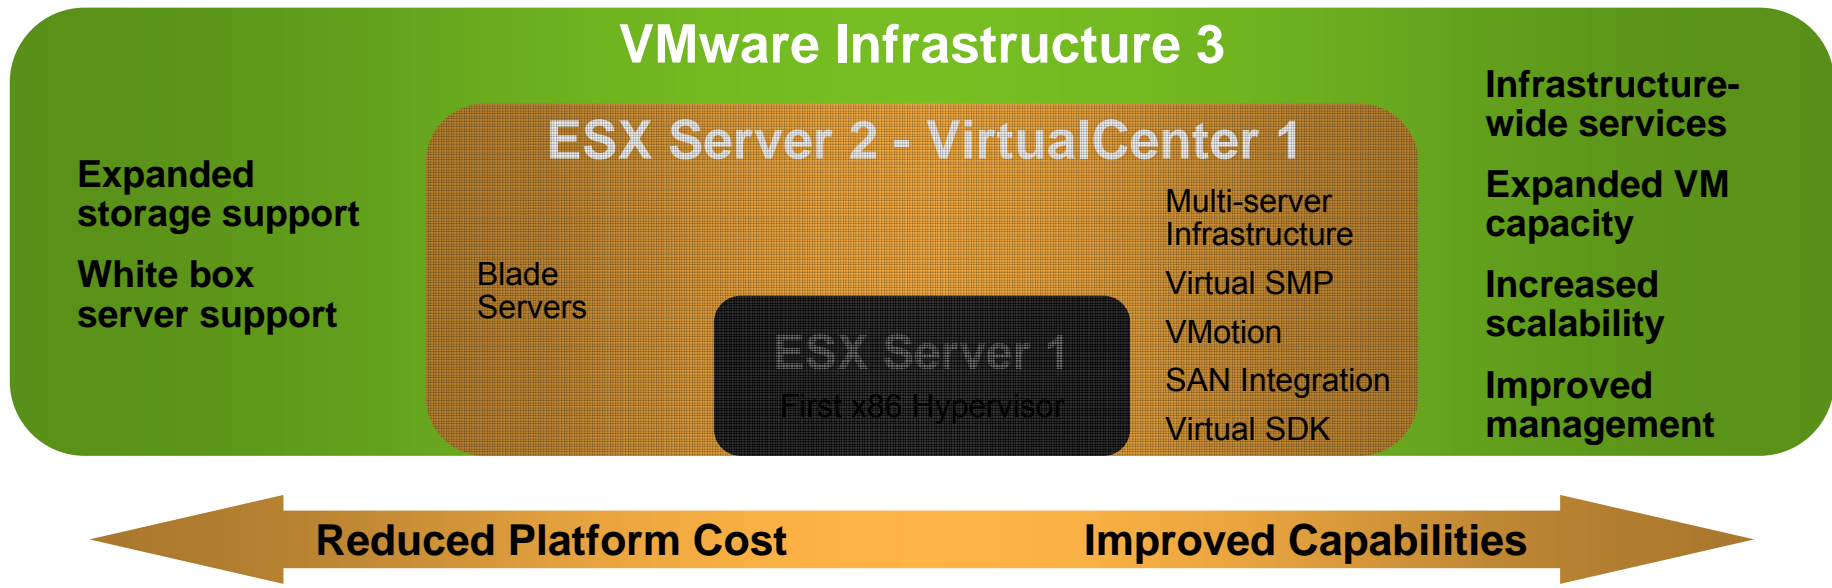 VMware Infrastructure 3
ESX Server 2 - VirtualCenter 1
Expanded
storage support
White box
server support
Blade
Servers
ESX Server 1
First x86 Hypervisor
Multi-server
Infrastructure
Virtual SMP
VMotion
SAN Integration
Virtual SDK
Infrastructure-
wide services
Expanded VM
capacity
Increased
scalability
Improved
management
Reduced Platform Cost
Improved Capabilities